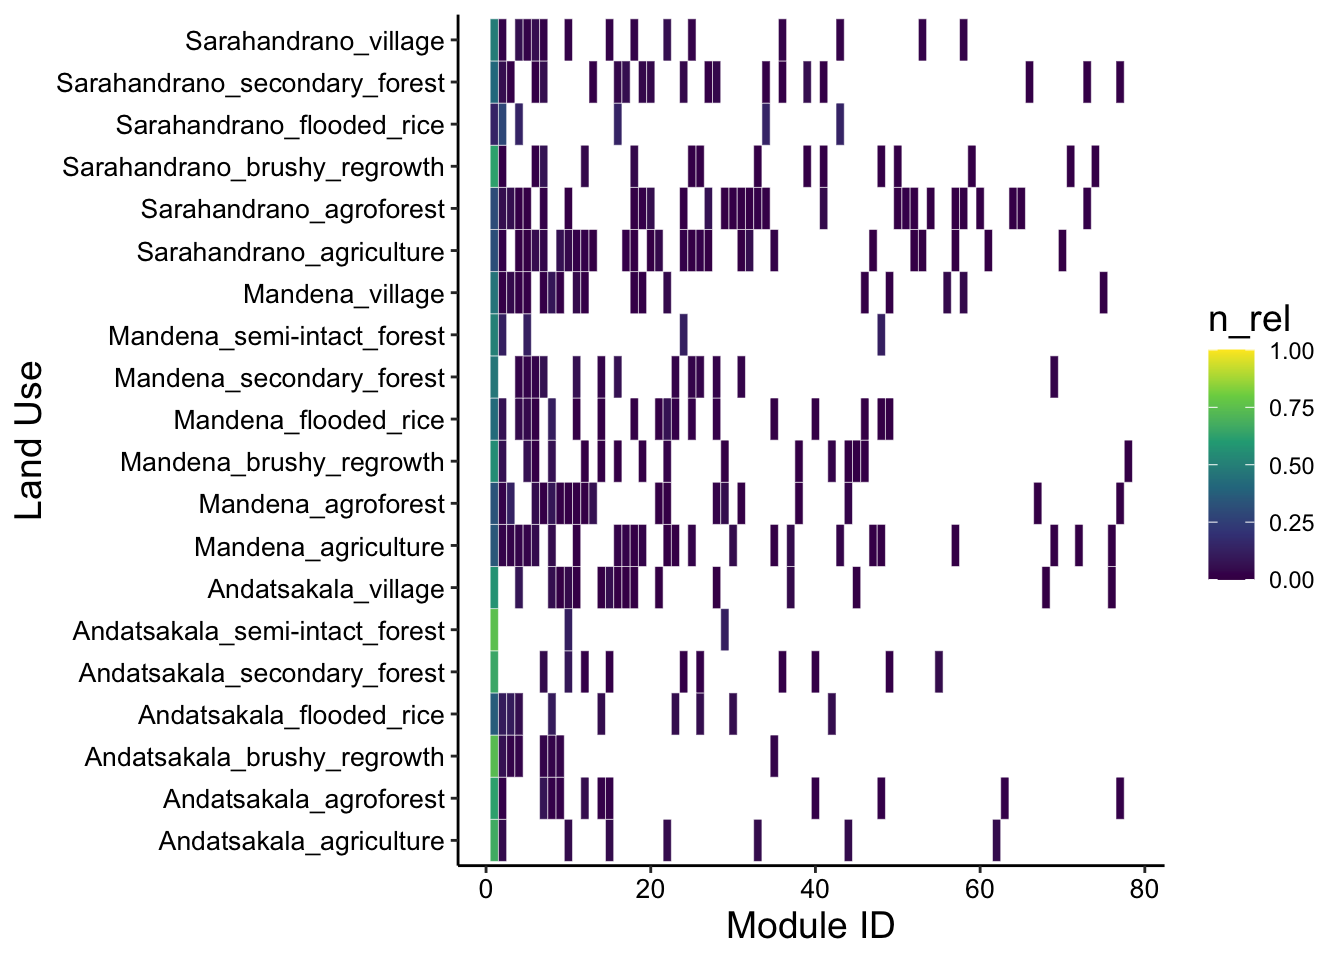 Land Use
Sarahandrano_village
Sarahandrano_secondary_forest
Sarahandrano_flooded_rice
Sarahandrano_brushy_regrowth
Sarahandrano_agroforest
Sarahandrano_agriculture
Mandena_village
Mandena_semi-intact_forest
Mandena_secondary_forest
Mandena_flooded_rice
Mandena_brushy_regrowth
Mandena_agroforest
Mandena_agriculture
Andatsakala_village
Andatsakala_semi-intact_forest
Andatsakala_secondary_forest
Andatsakala_flooded_rice
Andatsakala_brushy_regrowth
Andatsakala_agroforest
Andatsakala_agriculture
0 20 40 60 80
Module ID
n_rel
1.00
0.75
0.50
0.25
0.00